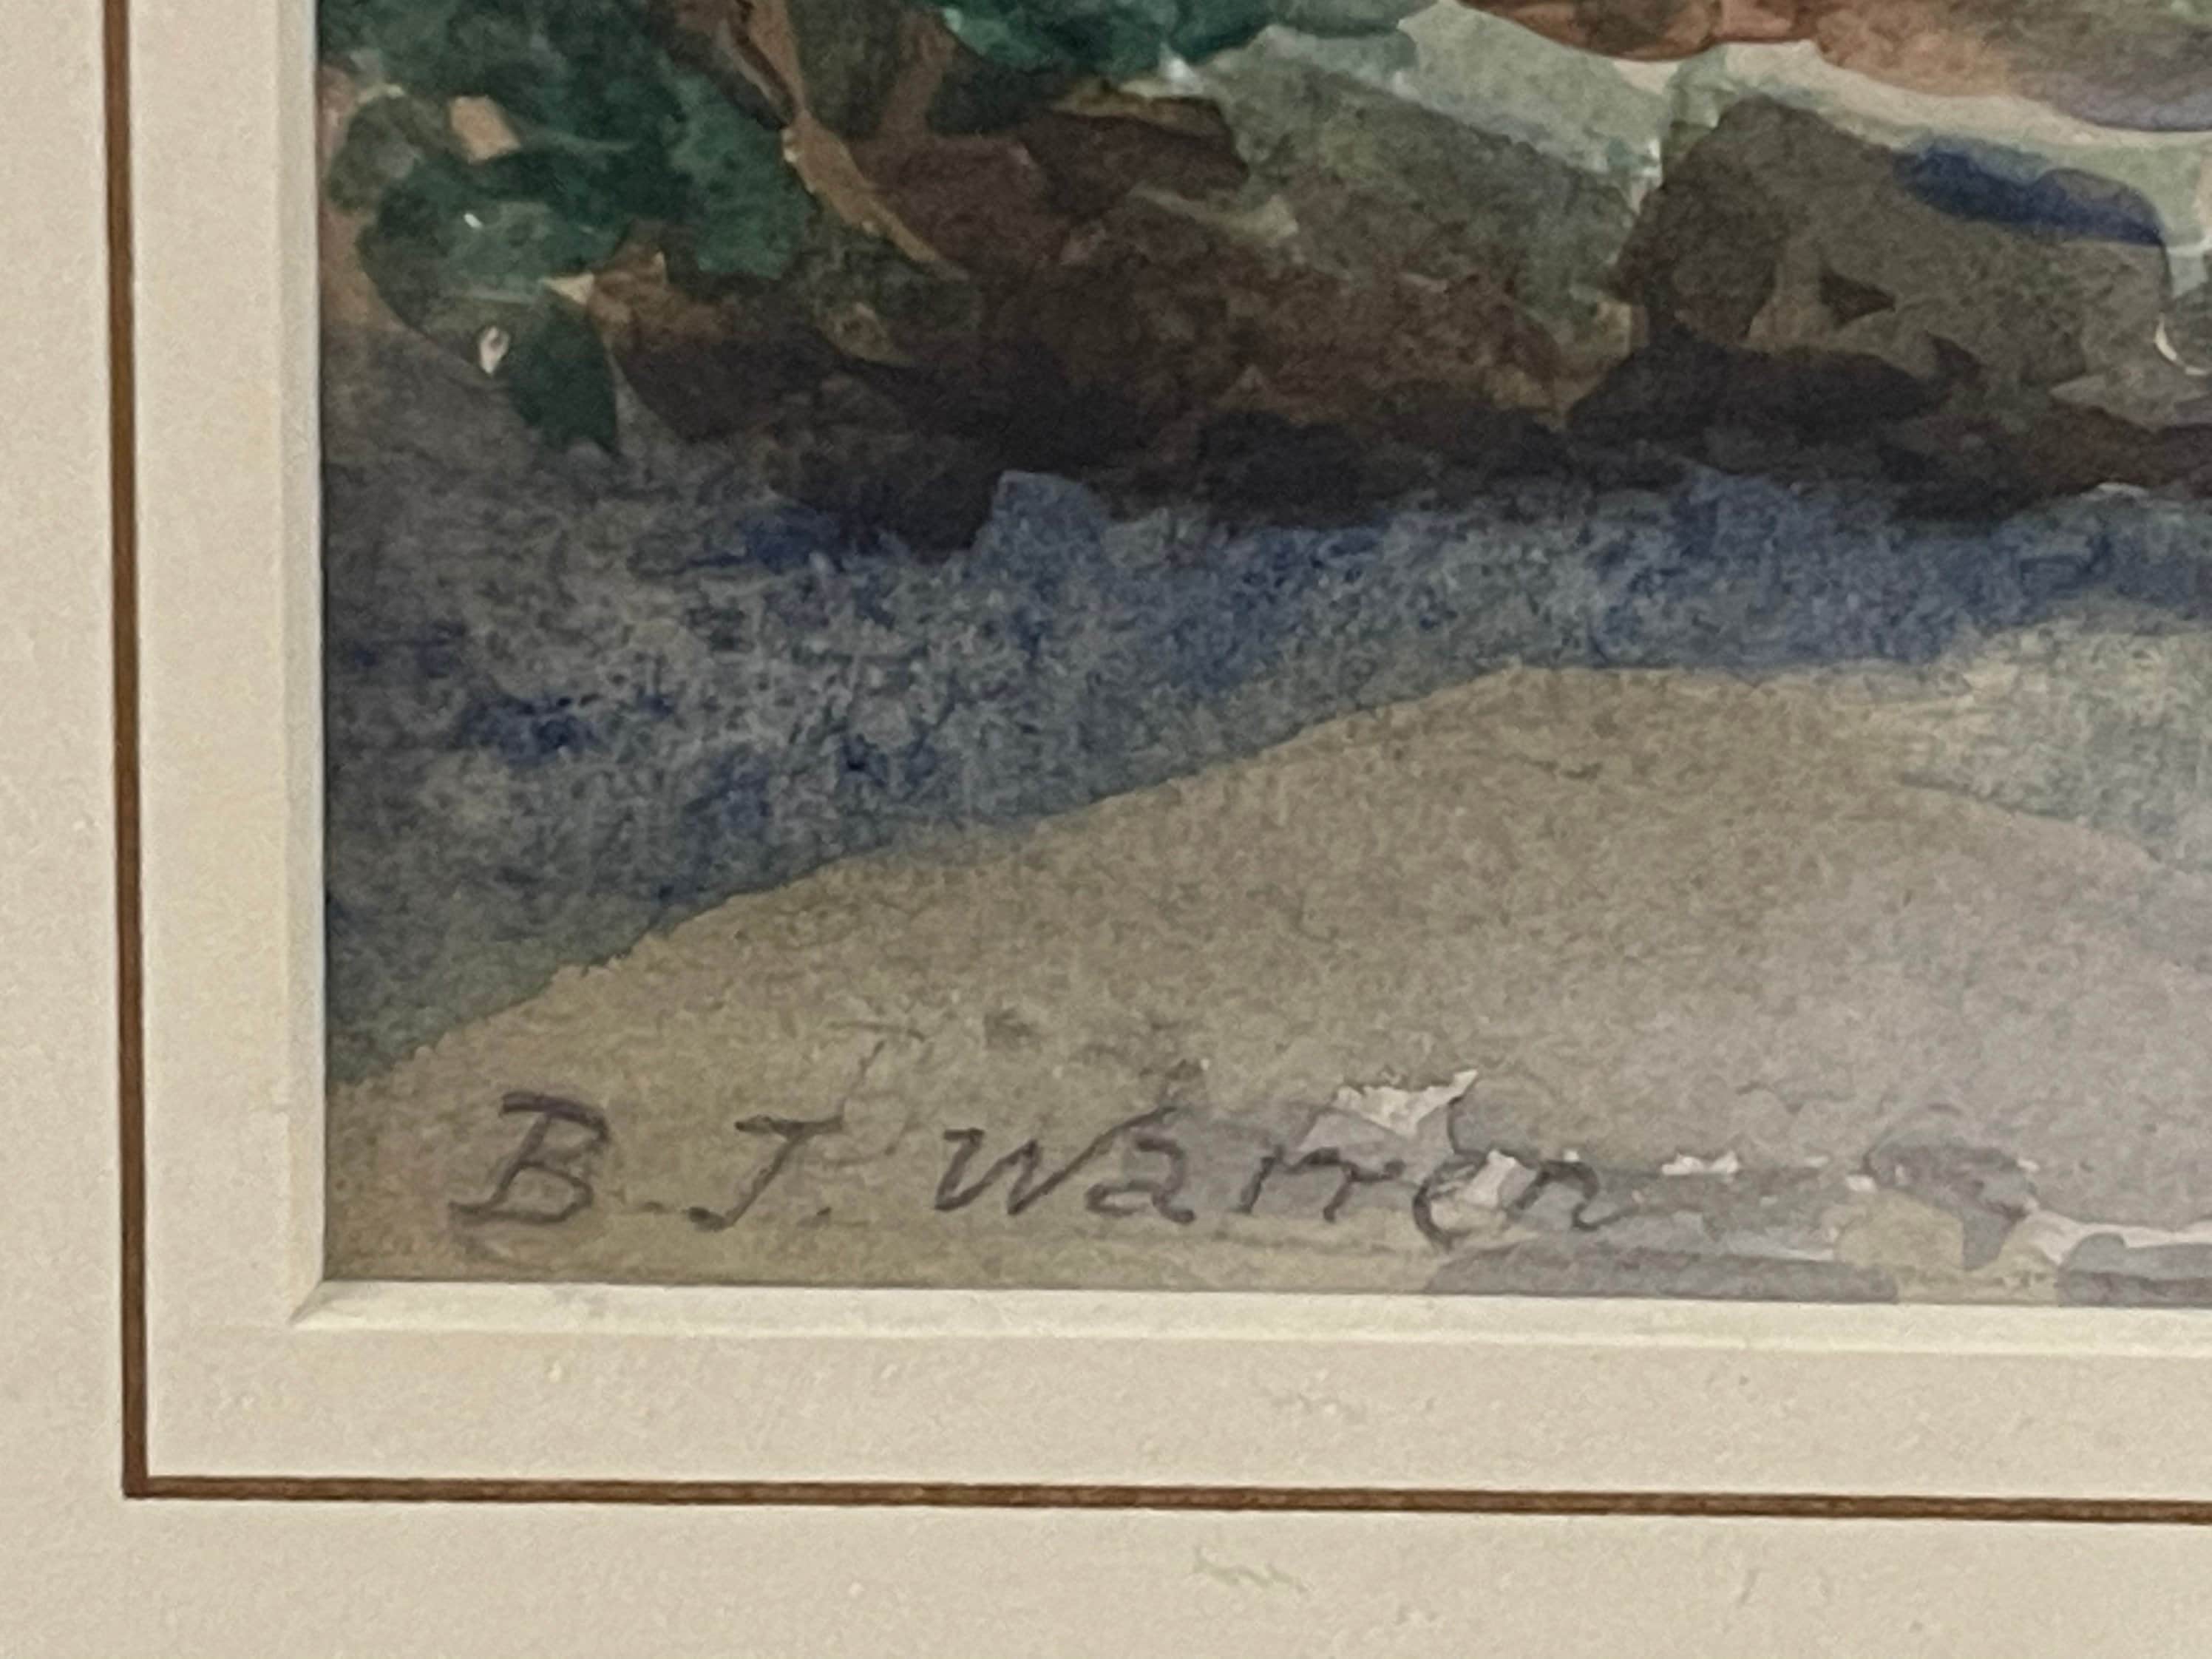 B. J. Warren